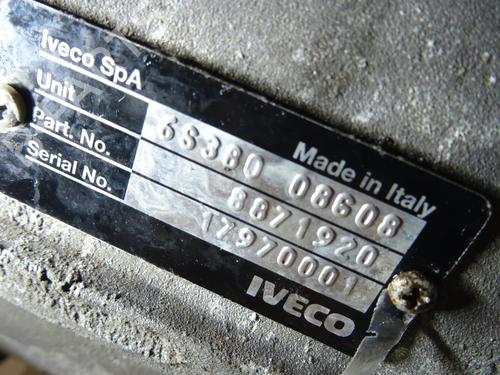 Iveco SpA
Made in Italy
Unit 6S380 08608
Part. No. 8871920
Serial No. 17970001
IVECO